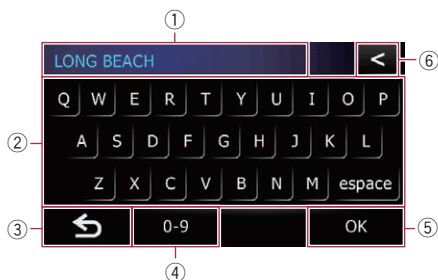 ①
LONG BEACH
<
⑥
②
Q W E R T Y U I O P
A S D F G H J K L
Z X C V B N M espace
③
0-9
OK
⑤
④